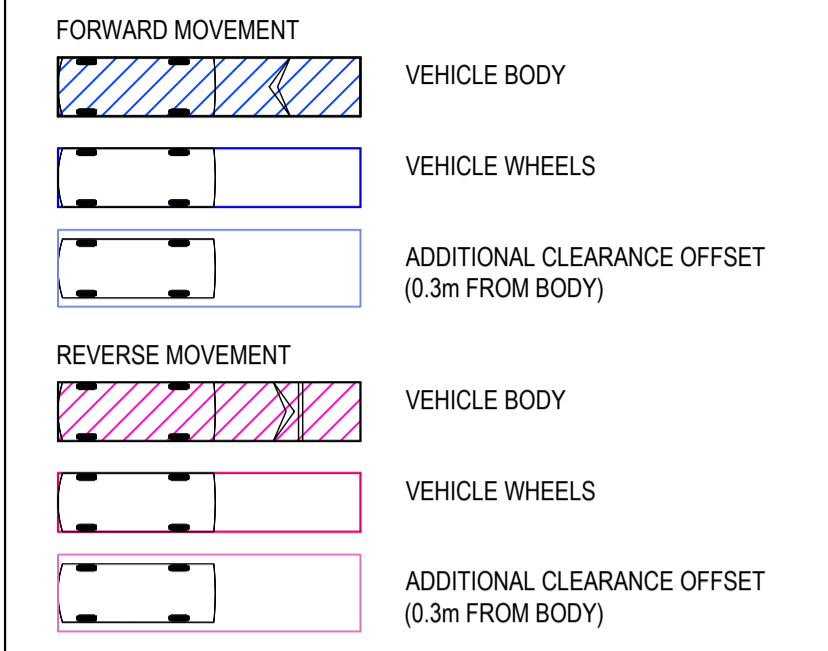 FORWARD MOVEMENT
VEHICLE BODY
VEHICLE WHEELS
ADDITIONAL CLEARANCE OFFSET
(0.3m FROM BODY)
REVERSE MOVEMENT
VEHICLE BODY
VEHICLE WHEELS
ADDITIONAL CLEARANCE OFFSET
(0.3m FROM BODY)